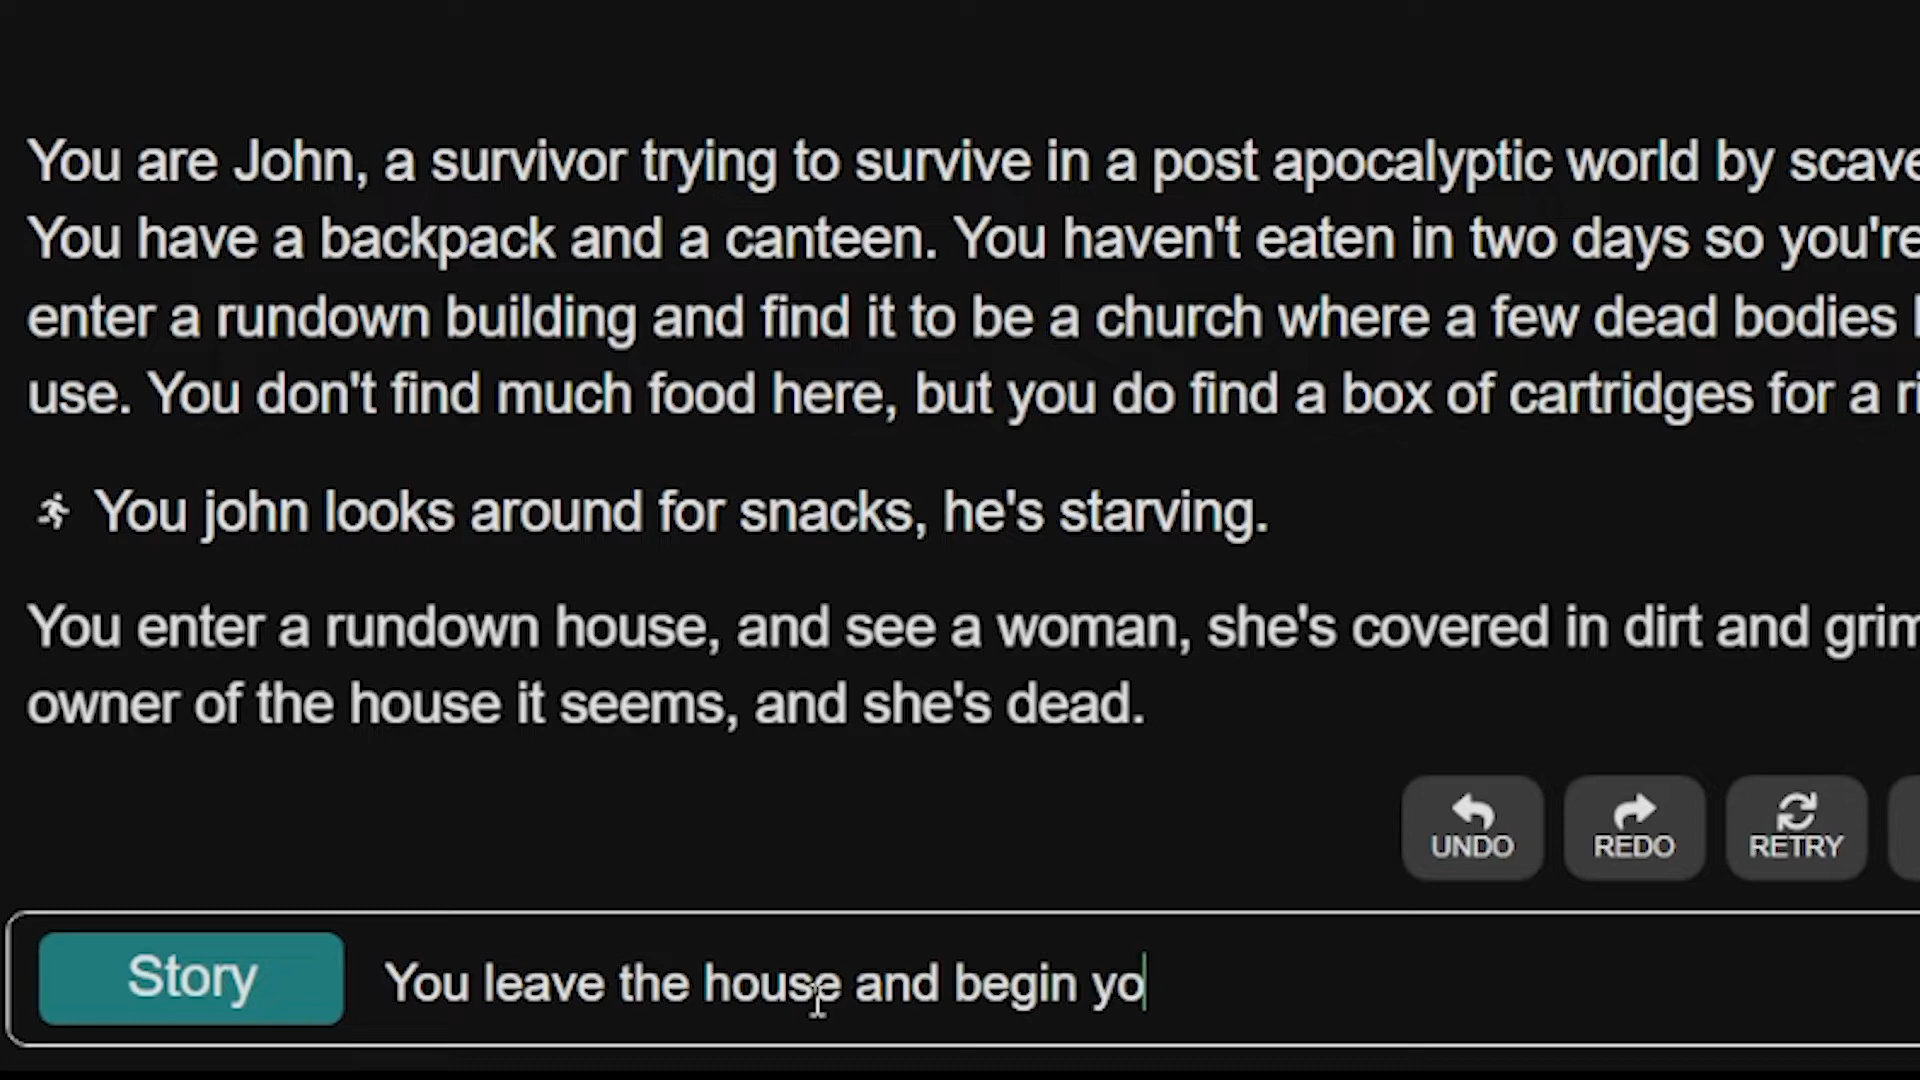 You are John, a survivor trying to survive in a post apocalyptic world by
You have a backpack and a canteen. You haven't eaten in two days so you're
enter a rundown building and find it to be a church where a few dead bodies
use. You don't find much food here, but you do find a box of cartridges for a
You john looks around for snacks, he's starving.
You enter a rundown house, and see a woman, she's covered in dirt and
owner of the house it seems, and she's dead.
UNDO REDO RETRY
Story You leave the house and begin yo